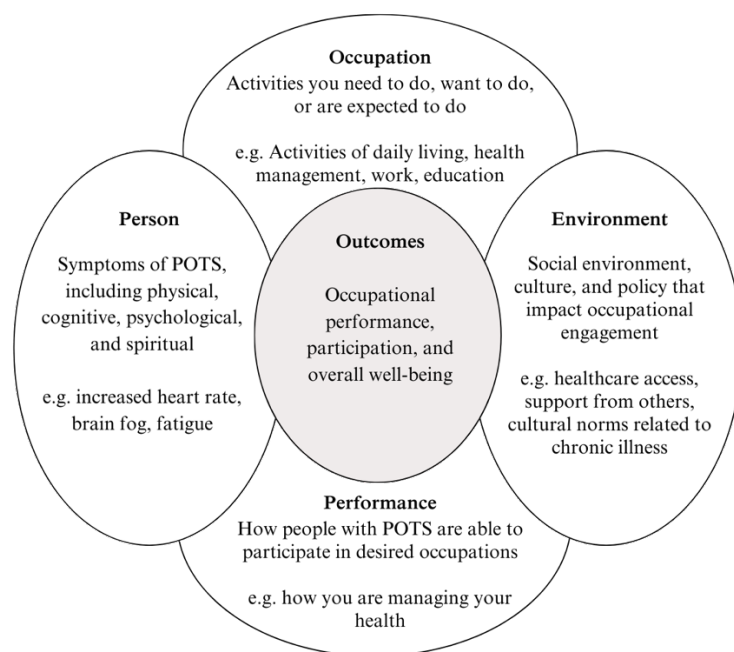 Occupation
Activities you need to do, want to do,
or are expected to do
e.g. Activities of daily living, health
management, work, education
Person
Symptoms of POTS,
including physical,
cognitive, psychological,
and spiritual
e.g. increased heart rate,
brain fog, fatigue
Outcomes
Occupational
performance,
participation, and
overall well-being
Environment
Social environment,
culture, and policy that
impact occupational
engagement
e.g. healthcare access,
support from others,
cultural norms related to
chronic illness
Performance
How people with POTS are able to
participate in desired occupations
e.g. how you are managing your
health